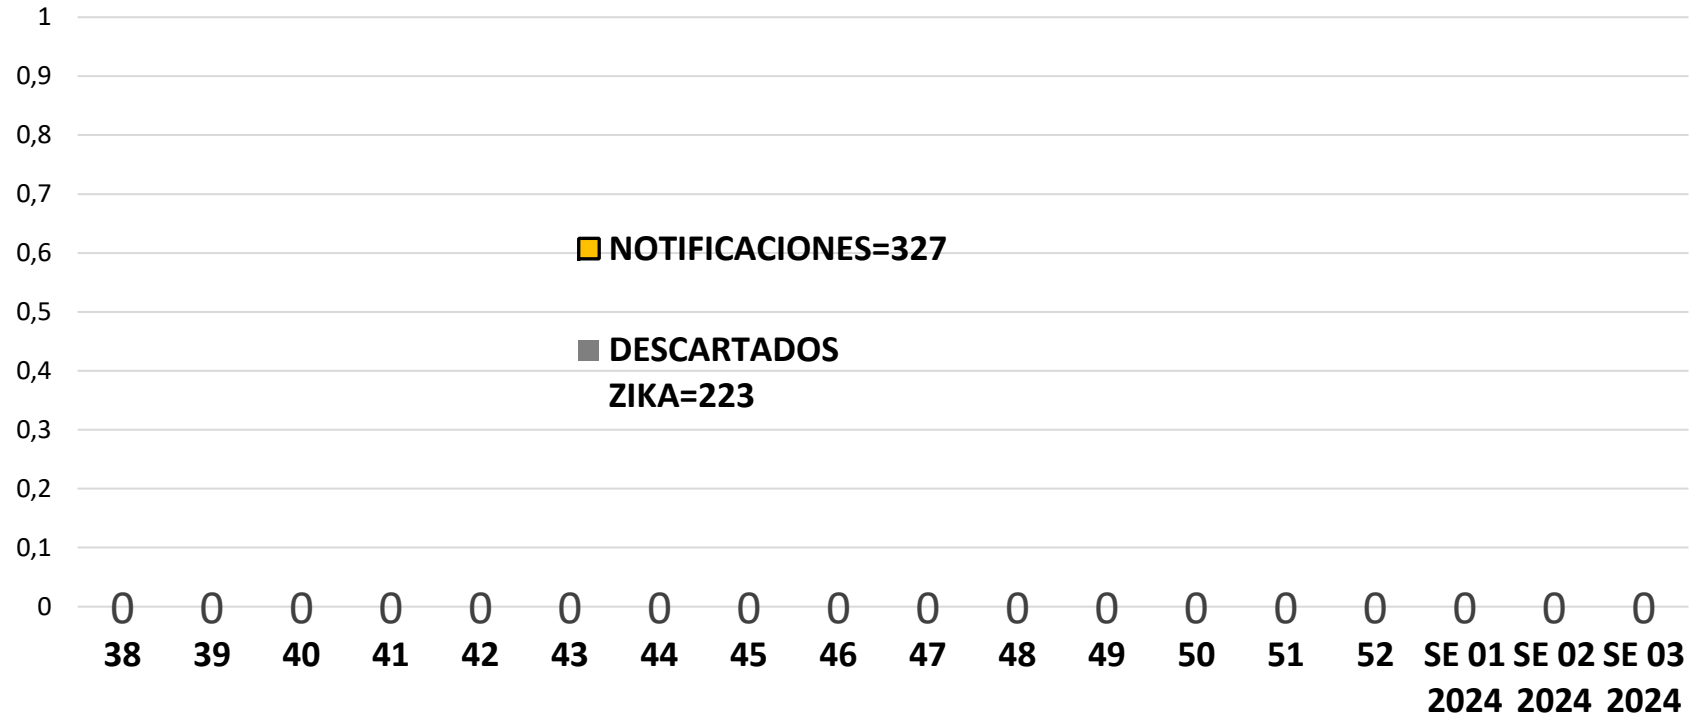 1
0,9
0,8
0,7
0,6
NOTIFICACIONES=327
0,5
DESCARTADOS
ZIKA=223
0,4
0,3
0,2
0,1
0
0 0 0 0 0 0 0 0 0 0 0 0 0 0 0 0 0 0
38 39 40 41 42 43 44 45 46 47 48 49 50 51 52 SE 01 SE 02 SE 03
2024 2024 2024